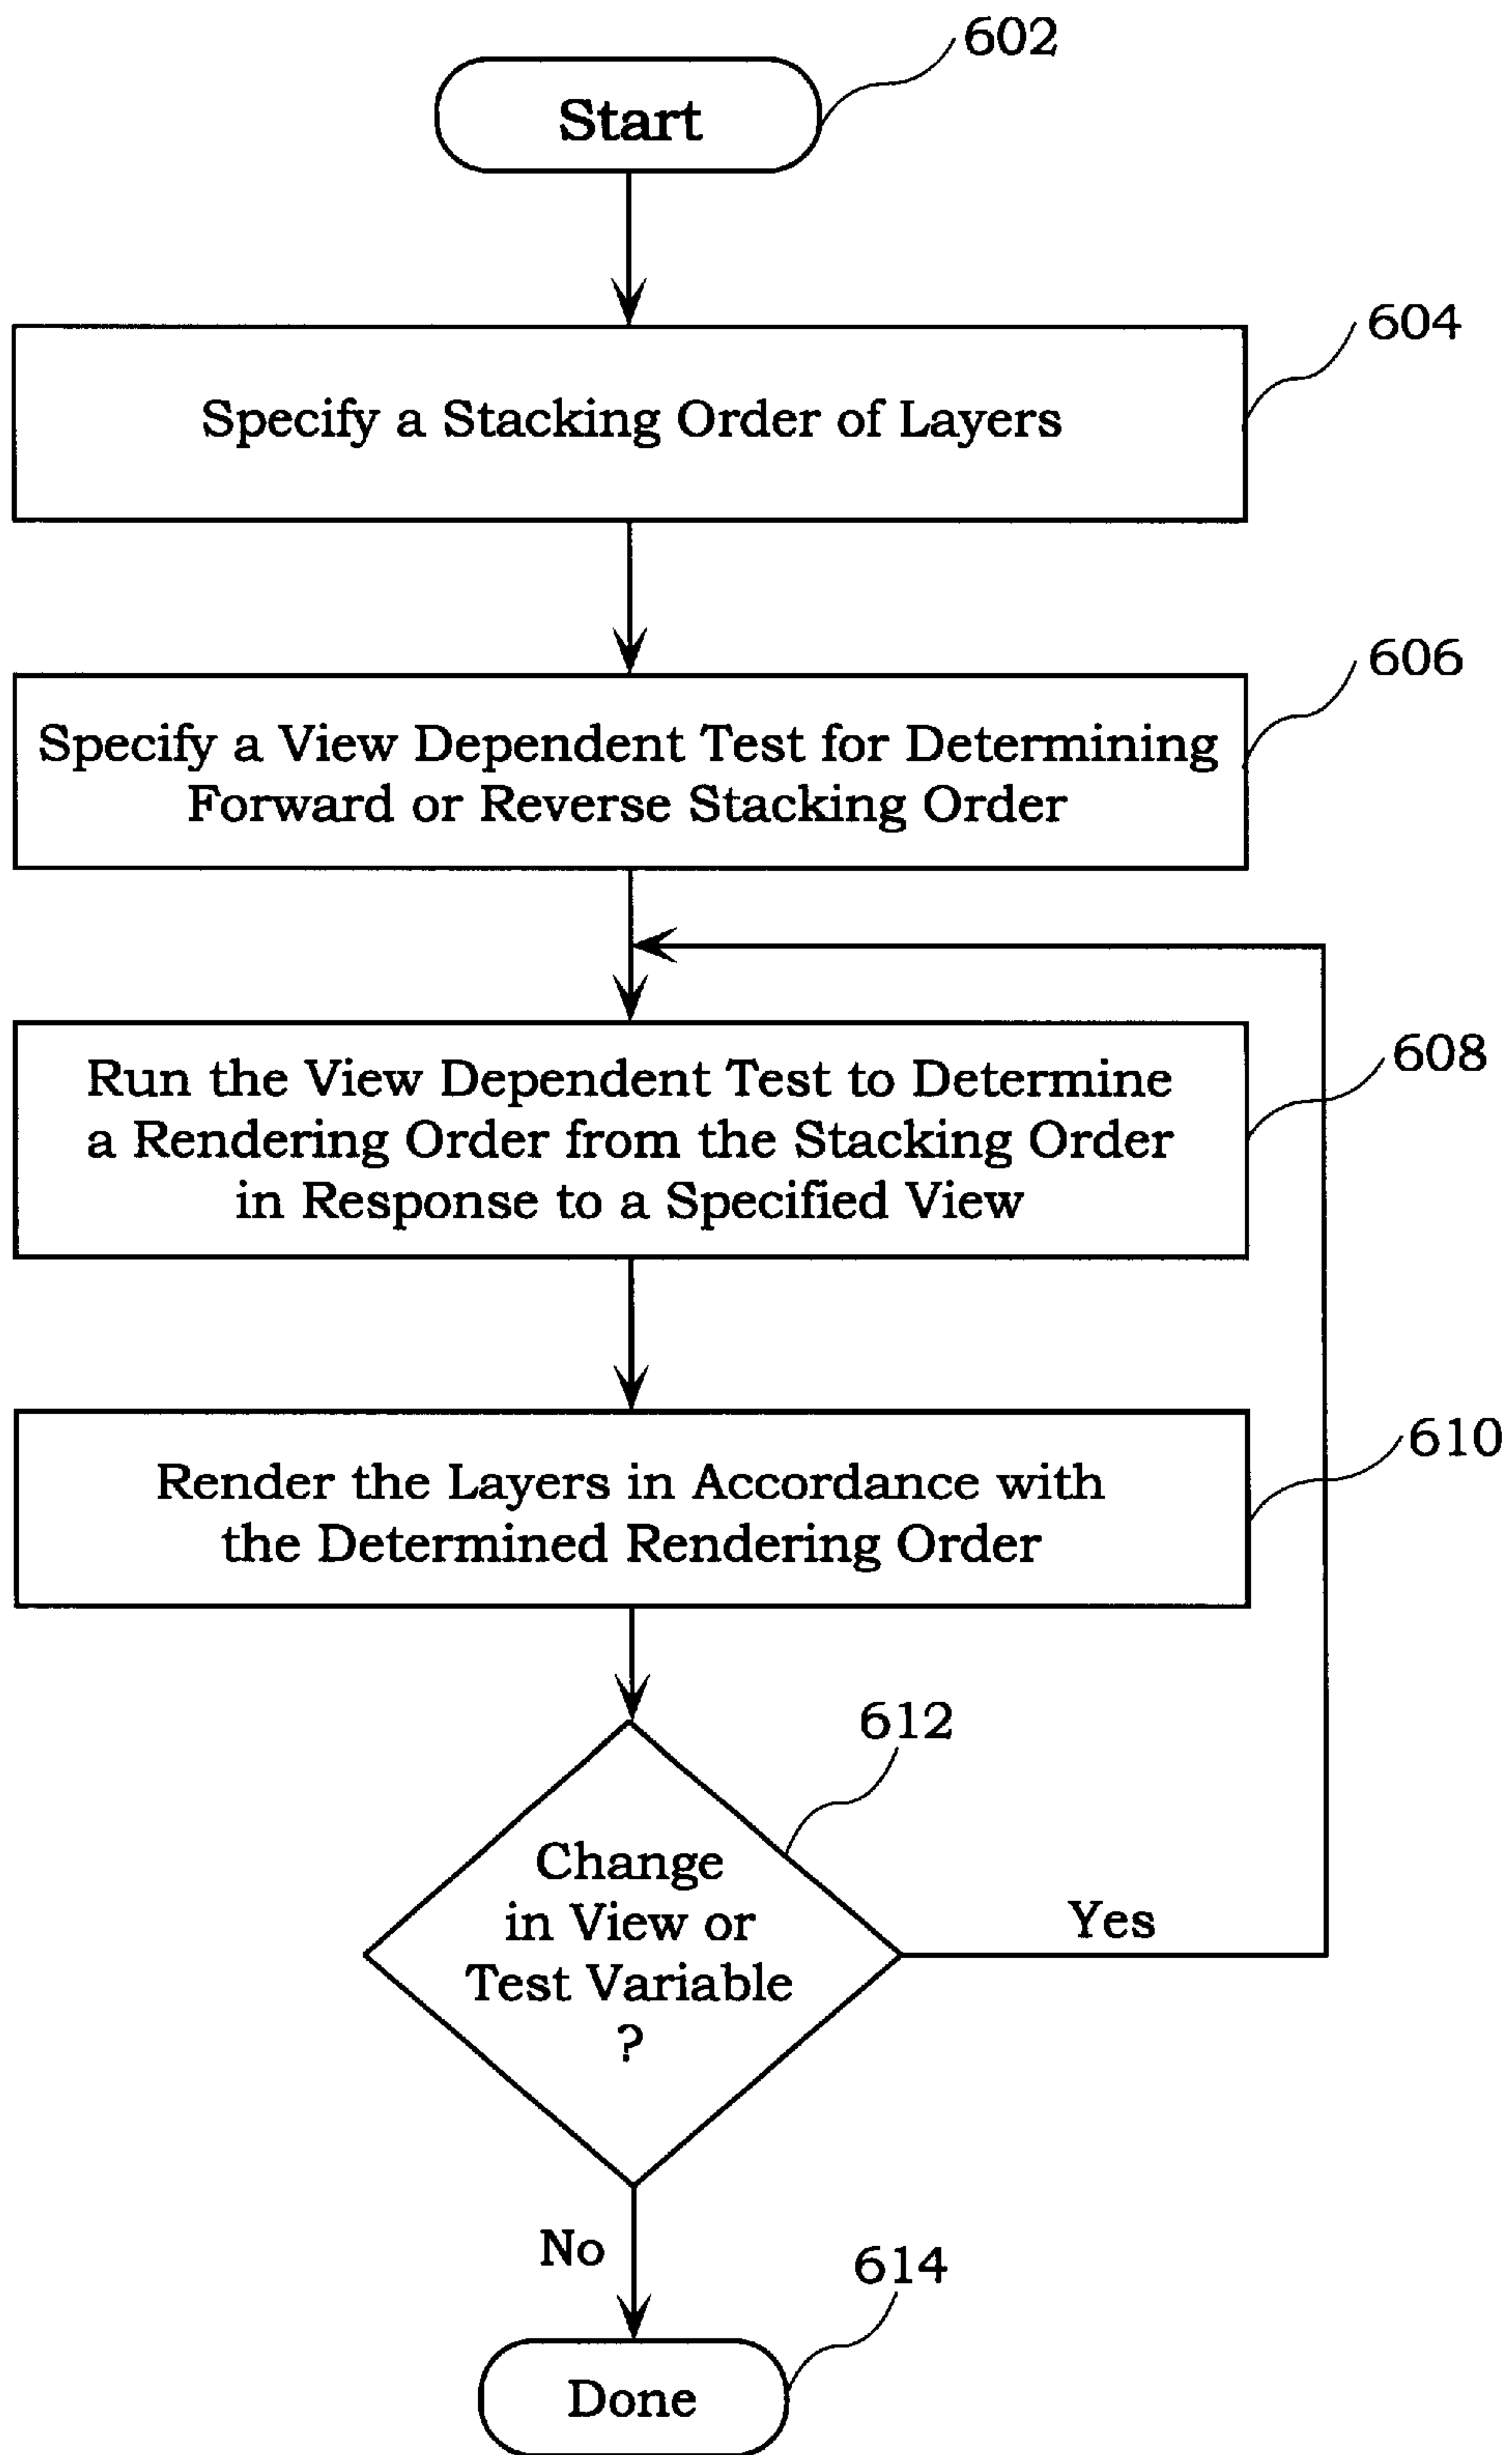 602
Start
604
Specify a Stacking Order of Layers
606
Specify a View Dependent Test for Determining
Forward or Reverse Stacking Order
608
Run the View Dependent Test to Determine
a Rendering Order from the Stacking Order
in Response to a Specified View
610
Render the Layers in Accordance with
the Determined Rendering Order
612
Change
in View or
Test Variable
?
Yes
No
614
Done